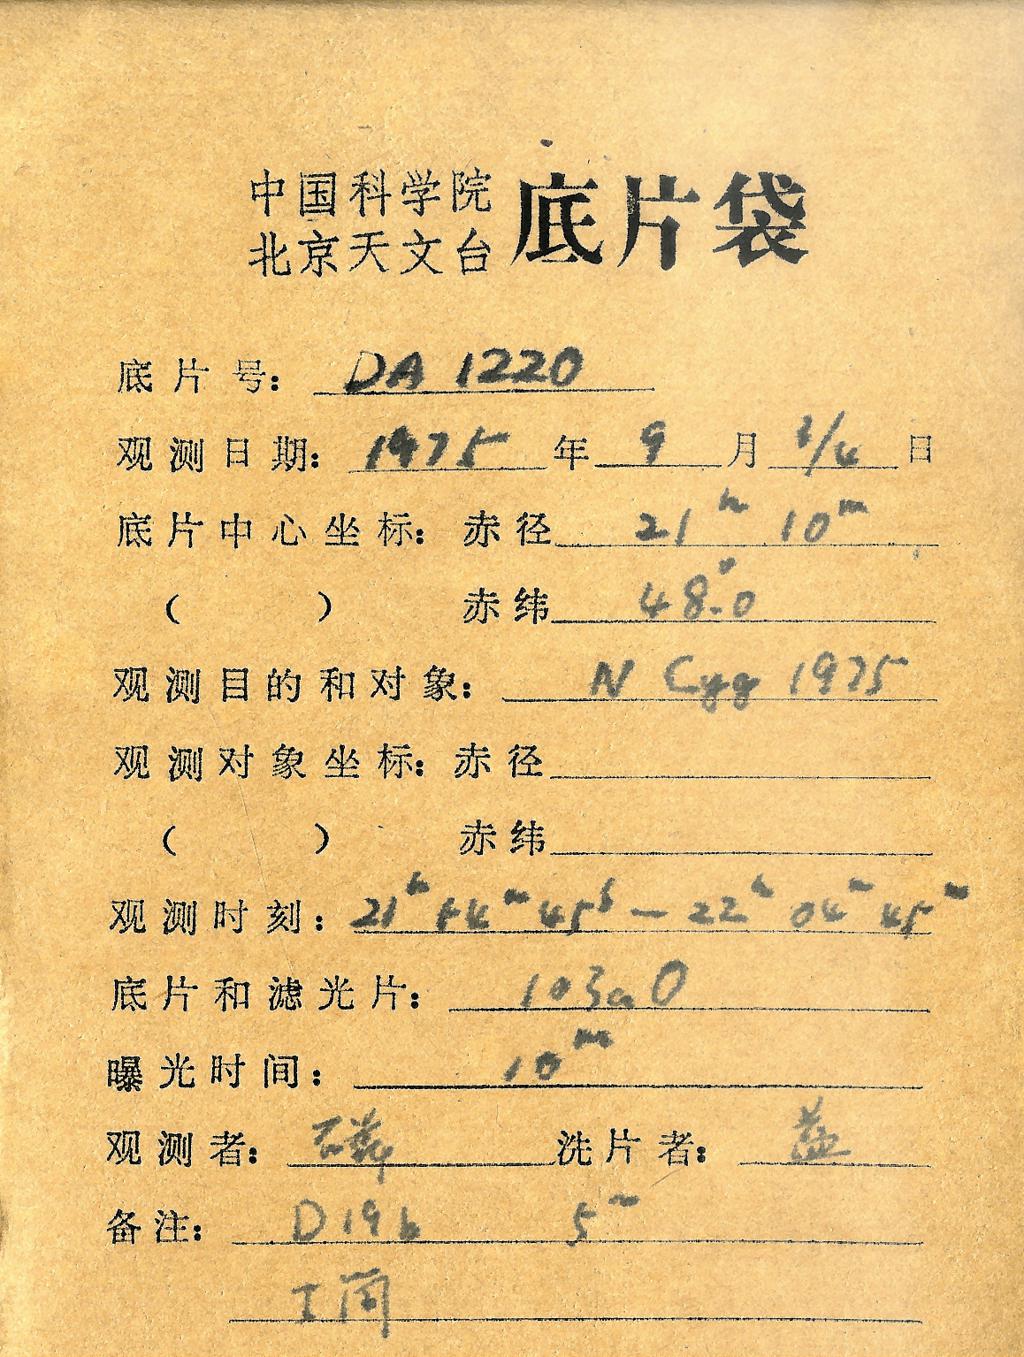 中国科学院
北京天文台 底片袋
底片号： DA 1220
观测日期： 1975 年 9 月 3/4 日
底片中心坐标： 赤径 21ʰ 10ᵐ
（ ） 赤纬 48°.0
观测目的和对象： N Cyg 1975
观测对象坐标： 赤径
（ ） 赤纬
观测时刻： 21ʰ 54ᵐ 45ˢ — 22ʰ 04ᵐ 45
底片和滤光片： 103aO
曝光时间： 10ᵐ
观测者： 洗片者：
备注： D19b 5ᵐ